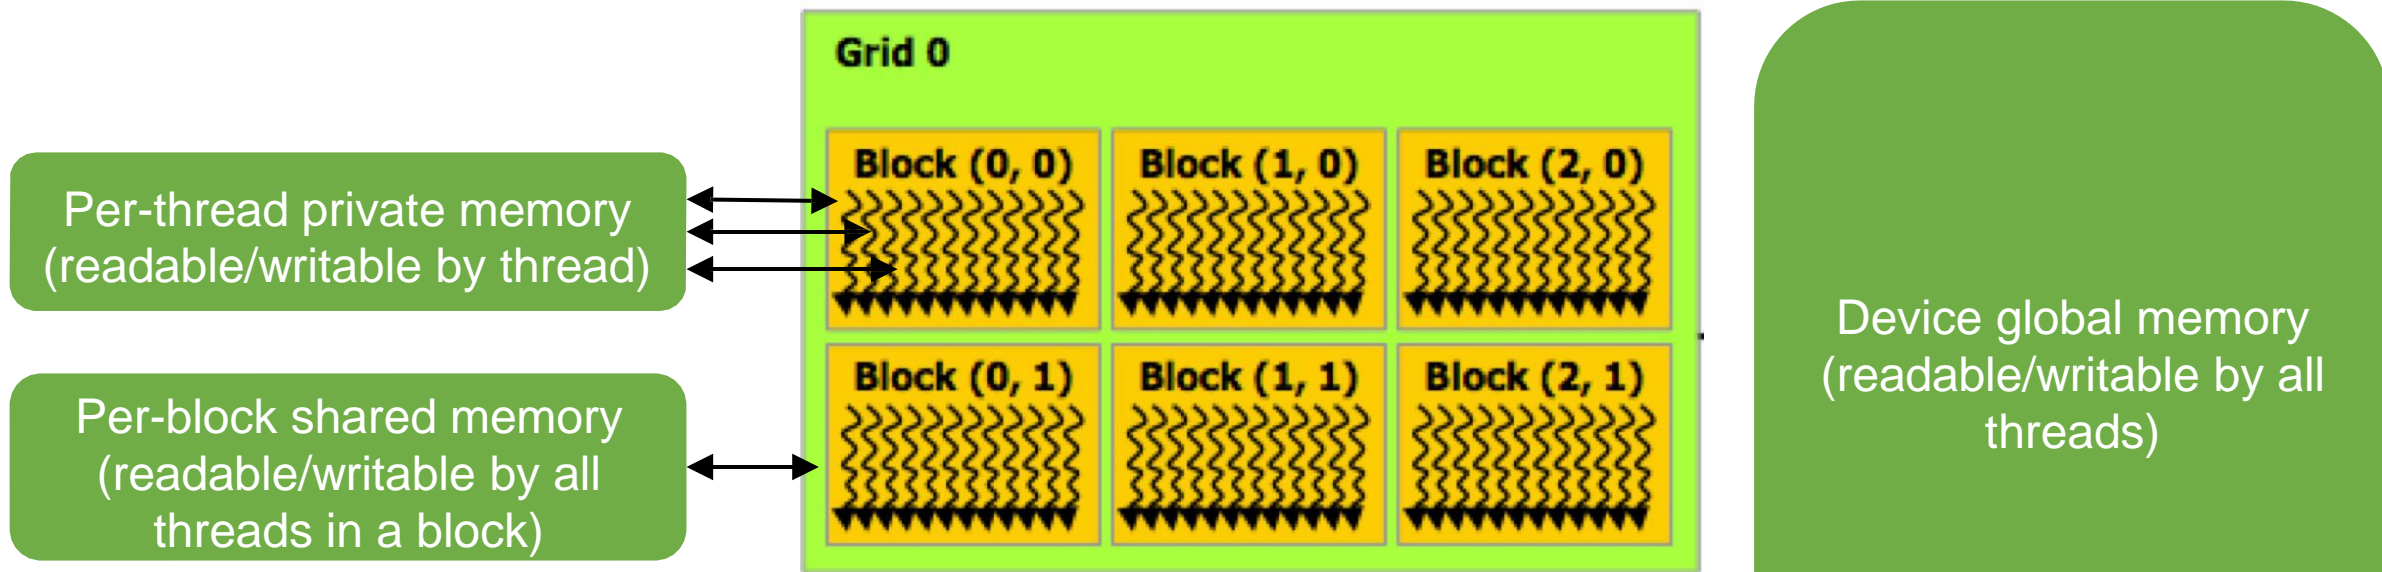 Grid 0
Block (0, 0)
Block (1, 0)
Block (2, 0)
Per-thread private memory
(readable/writable by thread)
Block (0, 1)
Block (1, 1)
Block (2, 1)
Per-block shared memory
(readable/writable by all
threads in a block)
Device global memory
(readable/writable by all
threads)